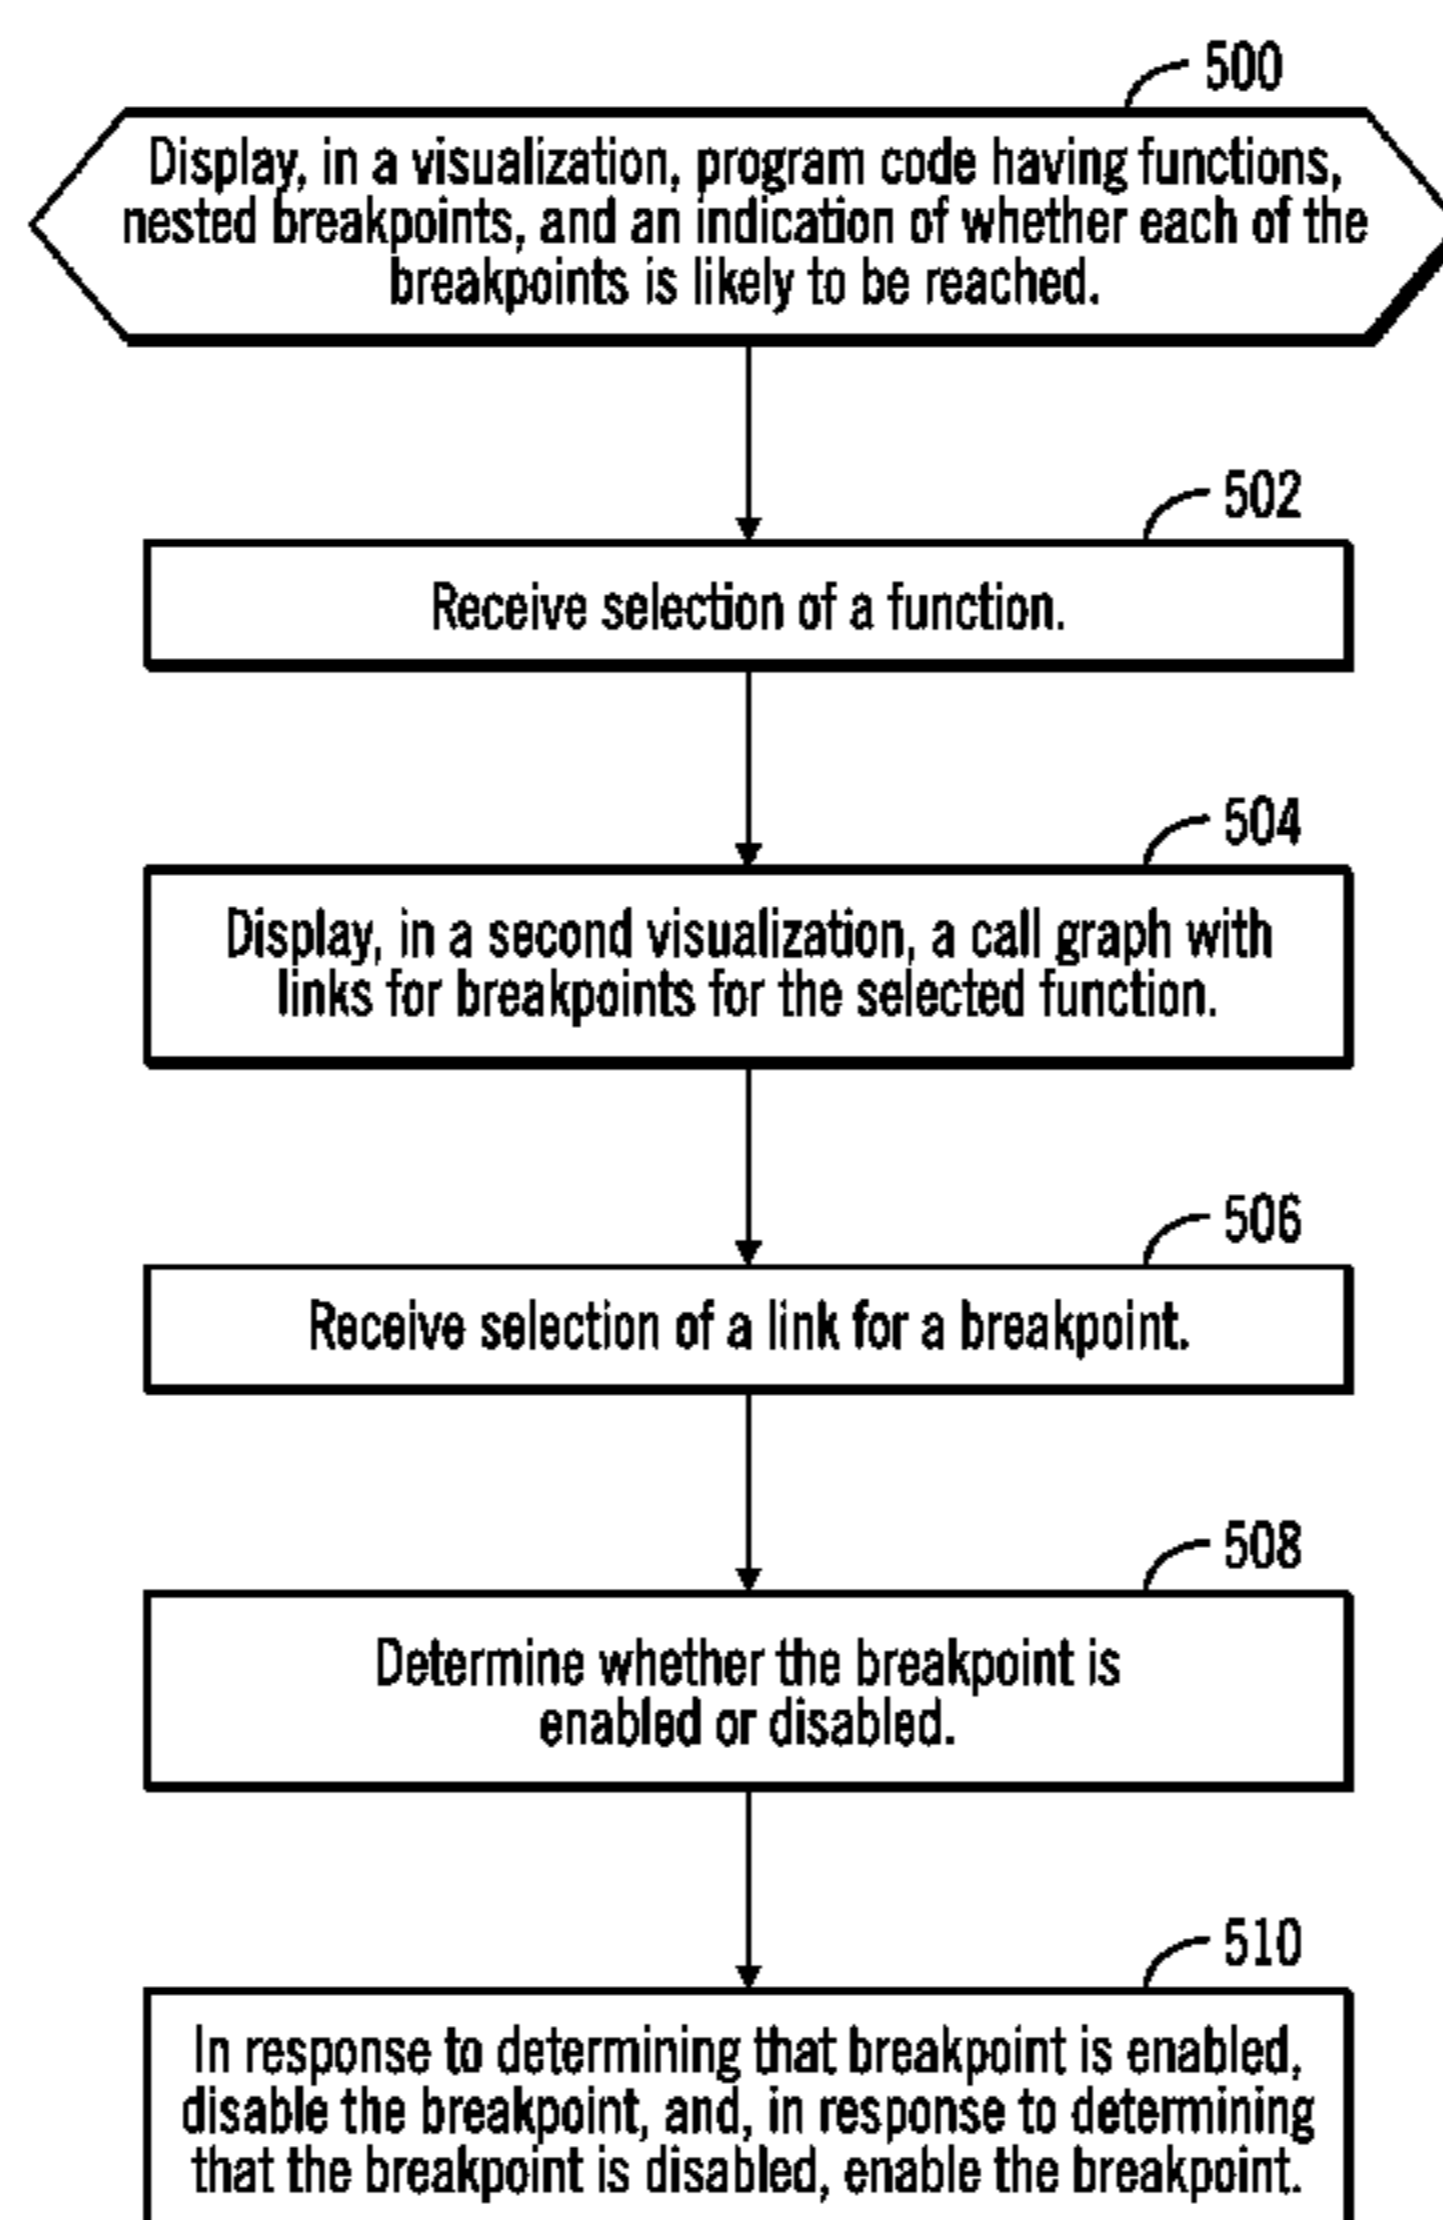 500
Display, in a visualization, program code having functions,
nested breakpoints, and an indication of whether each of the
breakpoints is likely to be reached.
502
Receive selection of a function.
504
Display, in a second visualization, a call graph with
links for breakpoints for the selected function.
506
Receive selection of a link for a breakpoint.
508
Determine whether the breakpoint is
enabled or disabled.
510
In response to determining that breakpoint is enabled,
disable the breakpoint, and, in response to determining
that the breakpoint is disabled, enable the breakpoint.